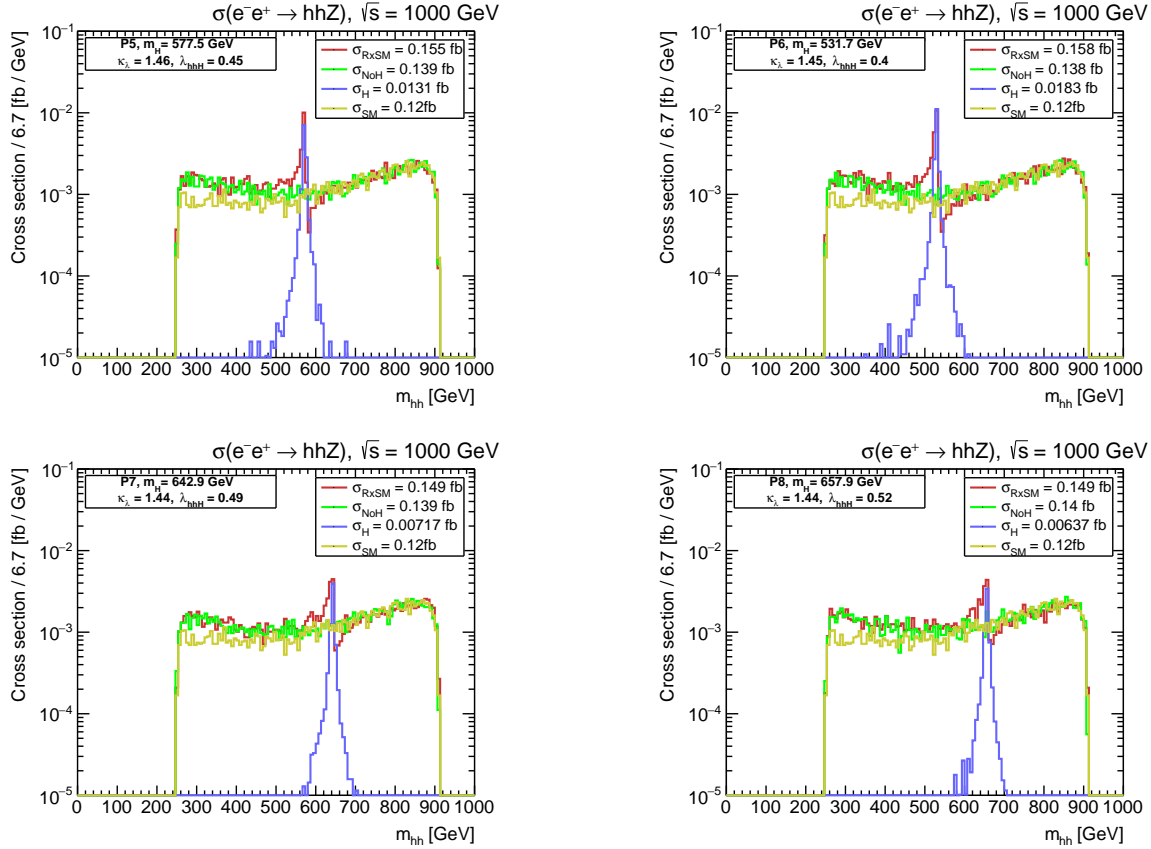 σ(e⁻e⁺ → hhZ), √s = 1000 GeV
P5, m_H= 577.5 GeV
κ_λ = 1.46, λ_hhH = 0.45
σ_RxSM = 0.155 fb
σ_NoH = 0.139 fb
σ_H = 0.0131 fb
σ_SM = 0.12fb
Cross section / 6.7 [fb / GeV]
10⁻¹
10⁻²
10⁻³
10⁻⁴
10⁻⁵
0 100 200 300 400 500 600 700 800 900 1000
m_hh [GeV]
σ(e⁻e⁺ → hhZ), √s = 1000 GeV
P6, m_H= 531.7 GeV
κ_λ = 1.45, λ_hhH = 0.4
σ_RxSM = 0.158 fb
σ_NoH = 0.138 fb
σ_H = 0.0183 fb
σ_SM = 0.12fb
Cross section / 6.7 [fb / GeV]
10⁻¹
10⁻²
10⁻³
10⁻⁴
10⁻⁵
0 100 200 300 400 500 600 700 800 900 1000
m_hh [GeV]
σ(e⁻e⁺ → hhZ), √s = 1000 GeV
P7, m_H= 642.9 GeV
κ_λ = 1.44, λ_hhH = 0.49
σ_RxSM = 0.149 fb
σ_NoH = 0.139 fb
σ_H = 0.00717 fb
σ_SM = 0.12fb
Cross section / 6.7 [fb / GeV]
10⁻¹
10⁻²
10⁻³
10⁻⁴
10⁻⁵
0 100 200 300 400 500 600 700 800 900 1000
m_hh [GeV]
σ(e⁻e⁺ → hhZ), √s = 1000 GeV
P8, m_H= 657.9 GeV
κ_λ = 1.44, λ_hhH = 0.52
σ_RxSM = 0.149 fb
σ_NoH = 0.14 fb
σ_H = 0.00637 fb
σ_SM = 0.12fb
Cross section / 6.7 [fb / GeV]
10⁻¹
10⁻²
10⁻³
10⁻⁴
10⁻⁵
0 100 200 300 400 500 600 700 800 900 1000
m_hh [GeV]